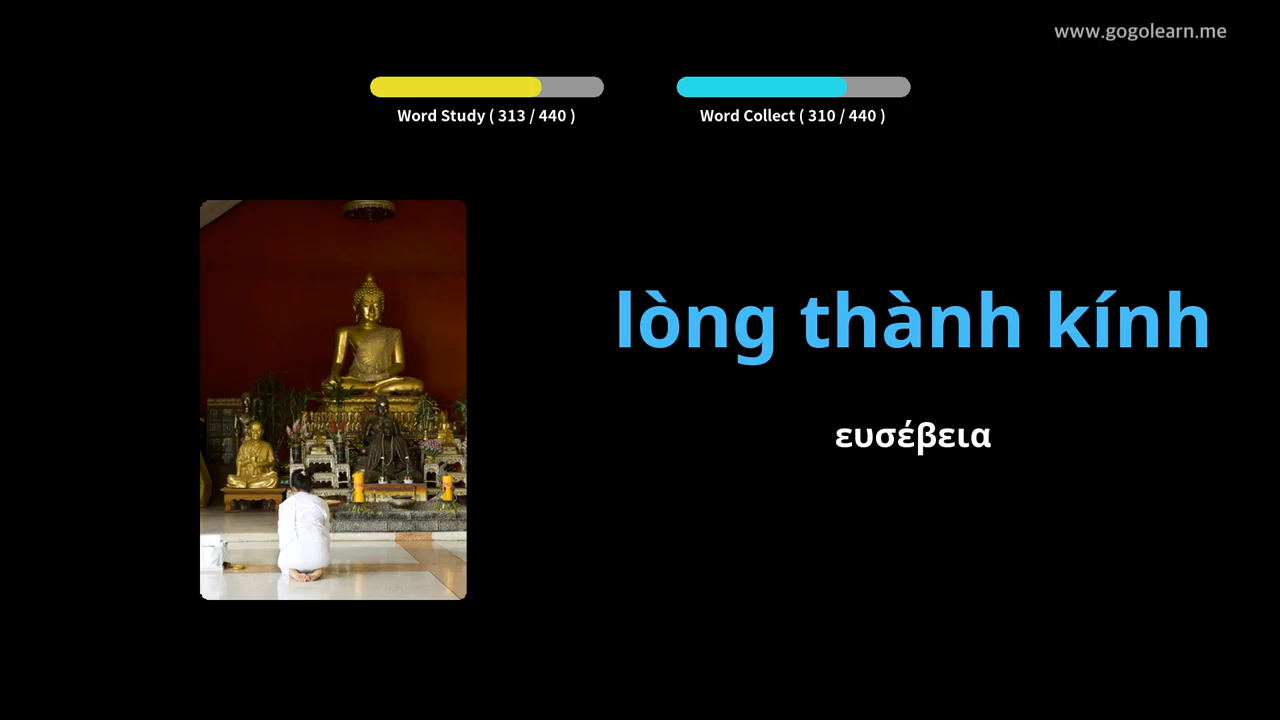 www.gogolearn.me
Word Study ( 313 / 440 )
Word Collect ( 310 / 440 )
lòng thành kính
ευσέβεια